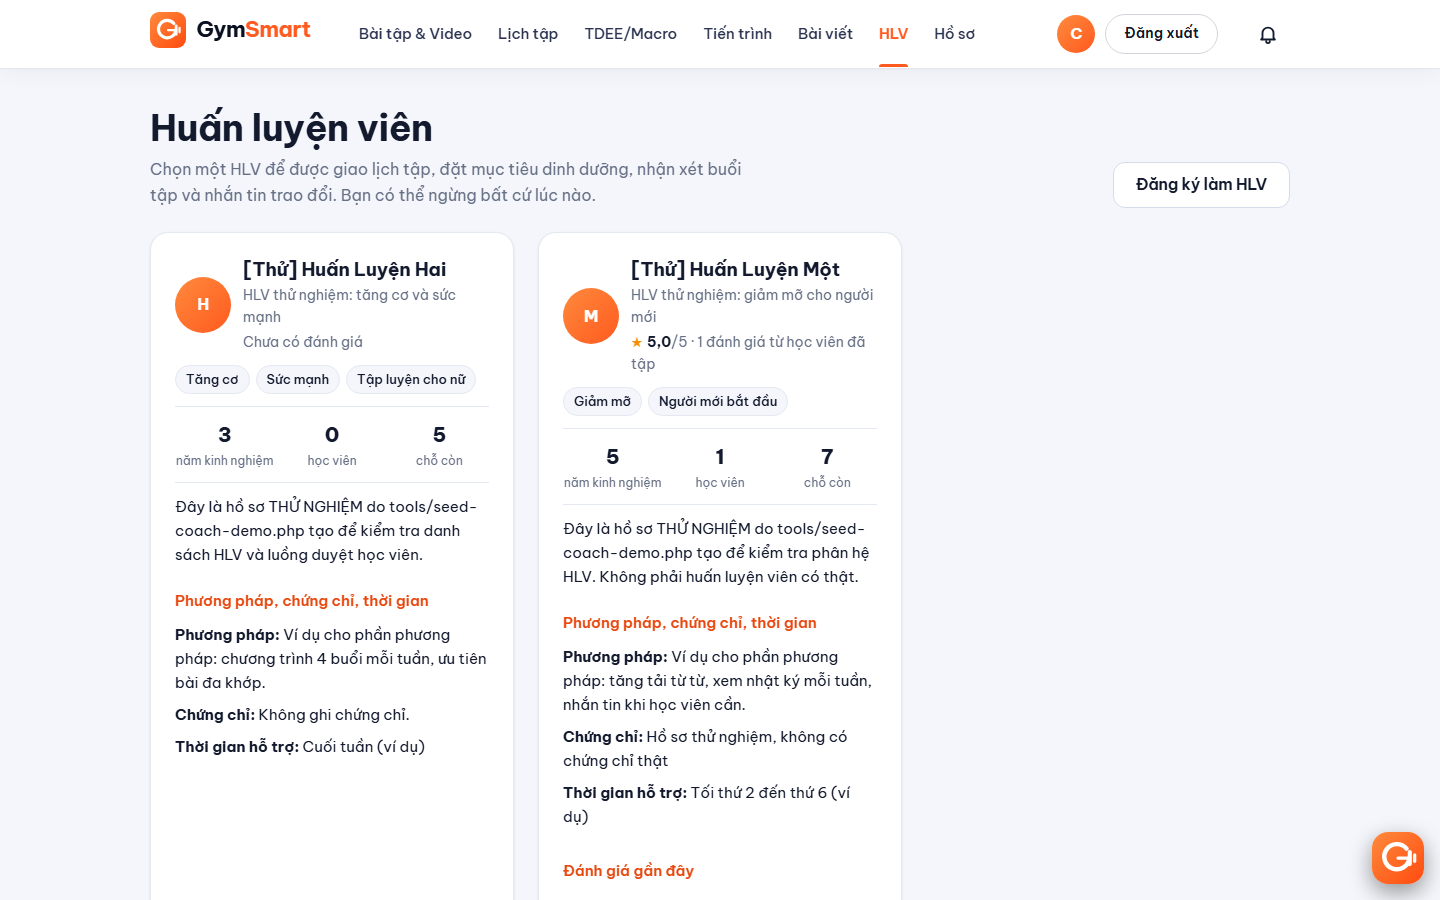 GymSmart
Bài tập & Video
Lịch tập
TDEE/Macro
Tiến trình
Bài viết
HLV
Hồ sơ
C
Đăng xuất
Huấn luyện viên
Chọn một HLV để được giao lịch tập, đặt mục tiêu dinh dưỡng, nhận xét buổi
tập và nhắn tin trao đổi. Bạn có thể ngừng bất cứ lúc nào.
Đăng ký làm HLV
H
[Thử] Huấn Luyện Hai
HLV thử nghiệm: tăng cơ và sức
mạnh
Chưa có đánh giá
Tăng cơ
Sức mạnh
Tập luyện cho nữ
3
0
5
năm kinh nghiệm
học viên
chỗ còn
Đây là hồ sơ THỬ NGHIỆM do tools/seed-
coach-demo.php tạo để kiểm tra danh
sách HLV và luồng duyệt học viên.
Phương pháp, chứng chỉ, thời gian
Phương pháp: Ví dụ cho phần phương
pháp: chương trình 4 buổi mỗi tuần, ưu tiên
bài đa khớp.
Chứng chỉ: Không ghi chứng chỉ.
Thời gian hỗ trợ: Cuối tuần (ví dụ)
M
[Thử] Huấn Luyện Một
HLV thử nghiệm: giảm mỡ cho người
mới
★ 5,0/5 · 1 đánh giá từ học viên đã
tập
Giảm mỡ
Người mới bắt đầu
5
1
7
năm kinh nghiệm
học viên
chỗ còn
Đây là hồ sơ THỬ NGHIỆM do tools/seed-
coach-demo.php tạo để kiểm tra phân hệ
HLV. Không phải huấn luyện viên có thật.
Phương pháp, chứng chỉ, thời gian
Phương pháp: Ví dụ cho phần phương
pháp: tăng tải từ từ, xem nhật ký mỗi tuần,
nhắn tin khi học viên cần.
Chứng chỉ: Hồ sơ thử nghiệm, không có
chứng chỉ thật
Thời gian hỗ trợ: Tối thứ 2 đến thứ 6 (ví
dụ)
Đánh giá gần đây